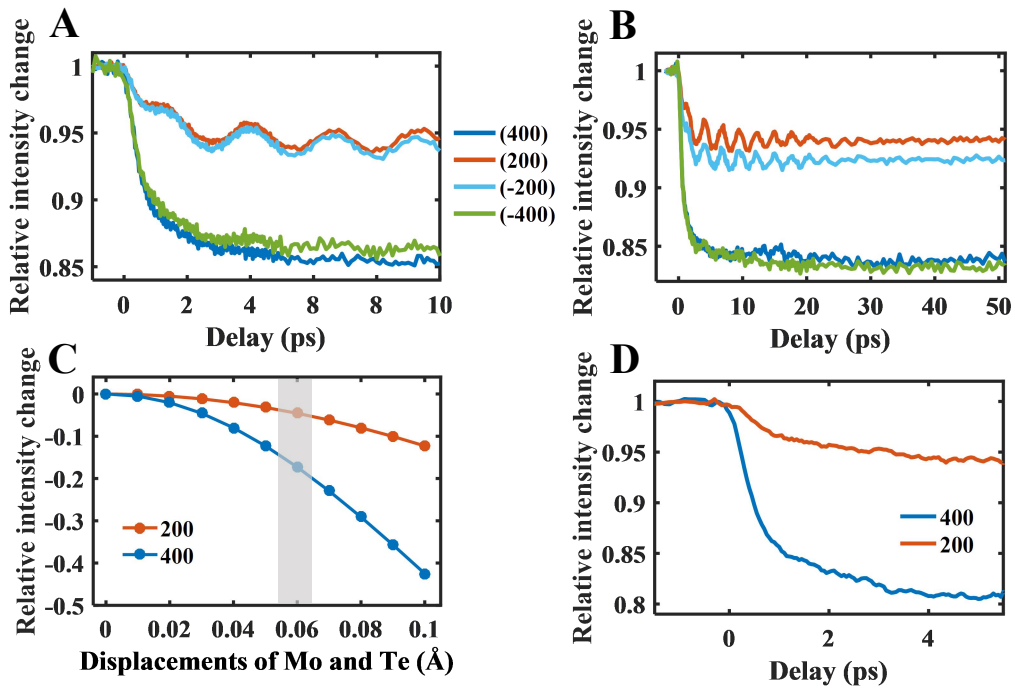 A
Relative intensity change
1
0.95
0.9
0.85
0 2 4 6 8 10
Delay (ps)
(400)
(200)
(-200)
(-400)
B
Relative intensity change
1
0.95
0.9
0.85
0 10 20 30 40 50
Delay (ps)
C
Relative intensity change
0
-0.1
-0.2
-0.3
-0.4
-0.5
200
400
0 0.02 0.04 0.06 0.08 0.1
Displacements of Mo and Te (Å)
D
Relative intensity change
1
0.95
0.9
0.85
0.8
400
200
0 2 4
Delay (ps)